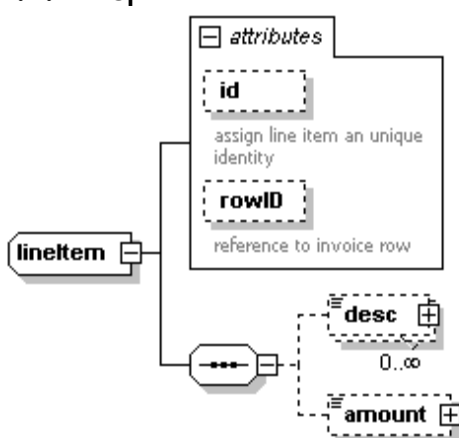 attributes
id
assign line item an unique
identity
rowID
reference to invoice row
lineItem
desc
0..∞
amount